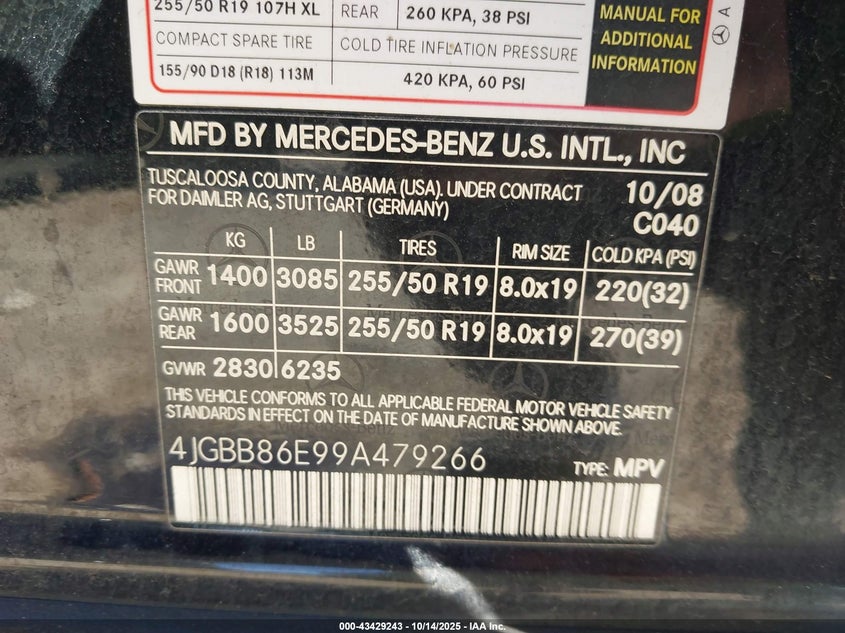 255/50 R19 107H XL REAR 260 KPA, 38 PSI
COMPACT SPARE TIRE COLD TIRE INFLATION PRESSURE
155/90 D18 (R18) 113M 420 KPA, 60 PSI
MANUAL FOR
ADDITIONAL
INFORMATION
A
MFD BY MERCEDES-BENZ U.S. INTL., INC
TUSCALOOSA COUNTY, ALABAMA (USA). UNDER CONTRACT 10/08
FOR DAIMLER AG, STUTTGART (GERMANY) C040
KG LB TIRES RIM SIZE COLD KPA (PSI)
GAWR FRONT 1400 3085 255/50 R19 8.0x19 220(32)
GAWR REAR 1600 3525 255/50 R19 8.0x19 270(39)
GVWR 2830 6235
THIS VEHICLE CONFORMS TO ALL APPLICABLE FEDERAL MOTOR VEHICLE SAFETY
STANDARDS IN EFFECT ON THE DATE OF MANUFACTURE SHOWN ABOVE.
4JGBB86E99A479266 TYPE: MPV
000-43429243 - 10/14/2025 - IAA Inc.